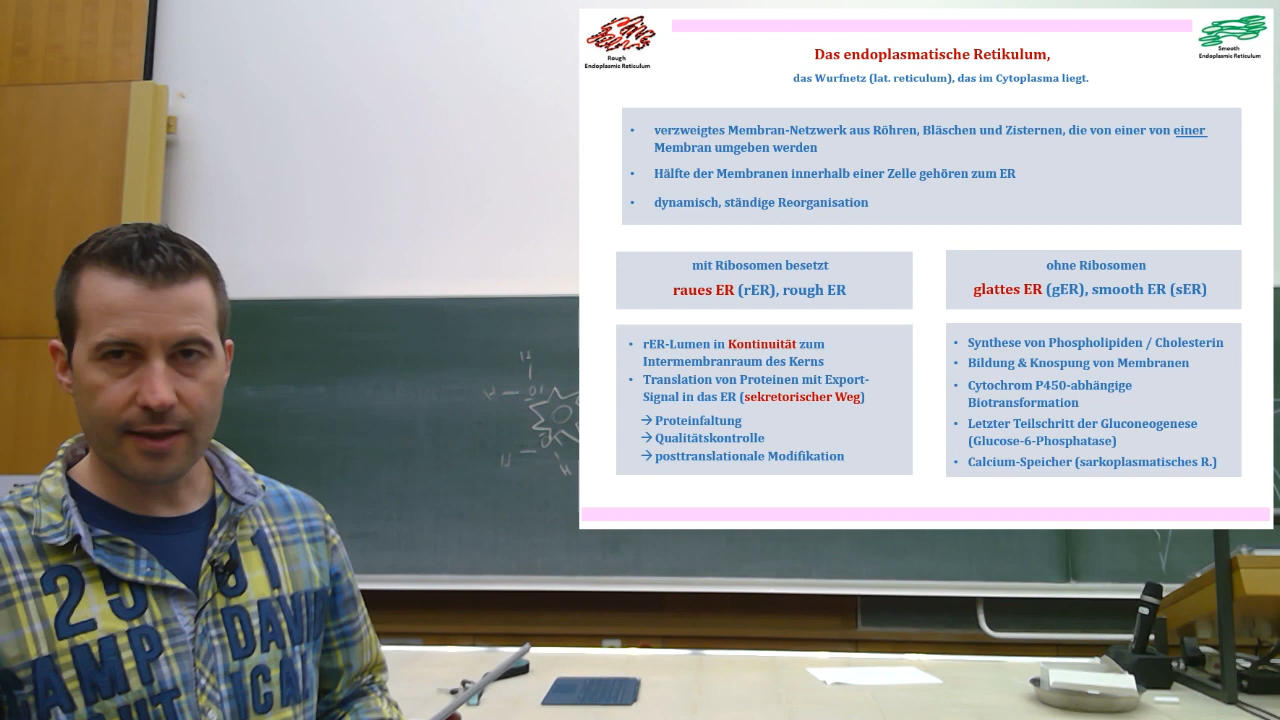 Rough
Endoplasmic Reticulum
Smooth
Endoplasmic Reticulum
Das endoplasmatische Retikulum,
das Wurfnetz (lat. reticulum), das im Cytoplasma liegt.
• verzweigtes Membran-Netzwerk aus Röhren, Bläschen und Zisternen, die von einer von einer
Membran umgeben werden
• Hälfte der Membranen innerhalb einer Zelle gehören zum ER
• dynamisch, ständige Reorganisation
mit Ribosomen besetzt
raues ER (rER), rough ER
• rER-Lumen in Kontinuität zum
Intermembranraum des Kerns
• Translation von Proteinen mit Export-
Signal in das ER (sekretorischer Weg)
→ Proteinfaltung
→ Qualitätskontrolle
→ posttranslationale Modifikation
ohne Ribosomen
glattes ER (gER), smooth ER (sER)
• Synthese von Phospholipiden / Cholesterin
• Bildung & Knospung von Membranen
• Cytochrom P450-abhängige
Biotransformation
• Letzter Teilschritt der Gluconeogenese
(Glucose-6-Phosphatase)
• Calcium-Speicher (sarkoplasmatisches R.)
DAVID